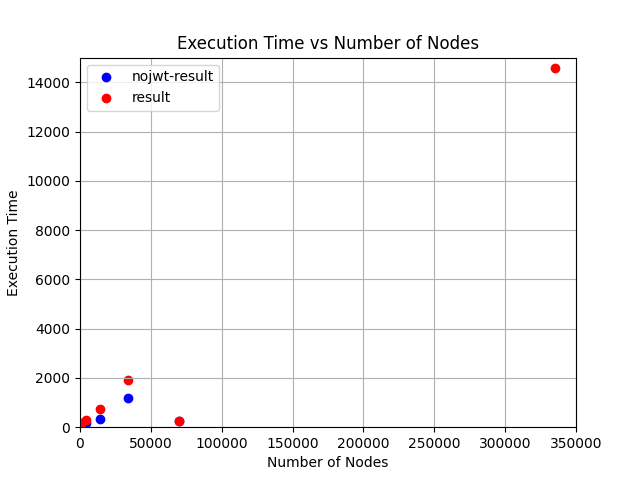 Execution Time vs Number of Nodes
nojwt-result
result
14000
12000
10000
8000
6000
4000
2000
0
Execution Time
0 50000 100000 150000 200000 250000 300000 350000
Number of Nodes